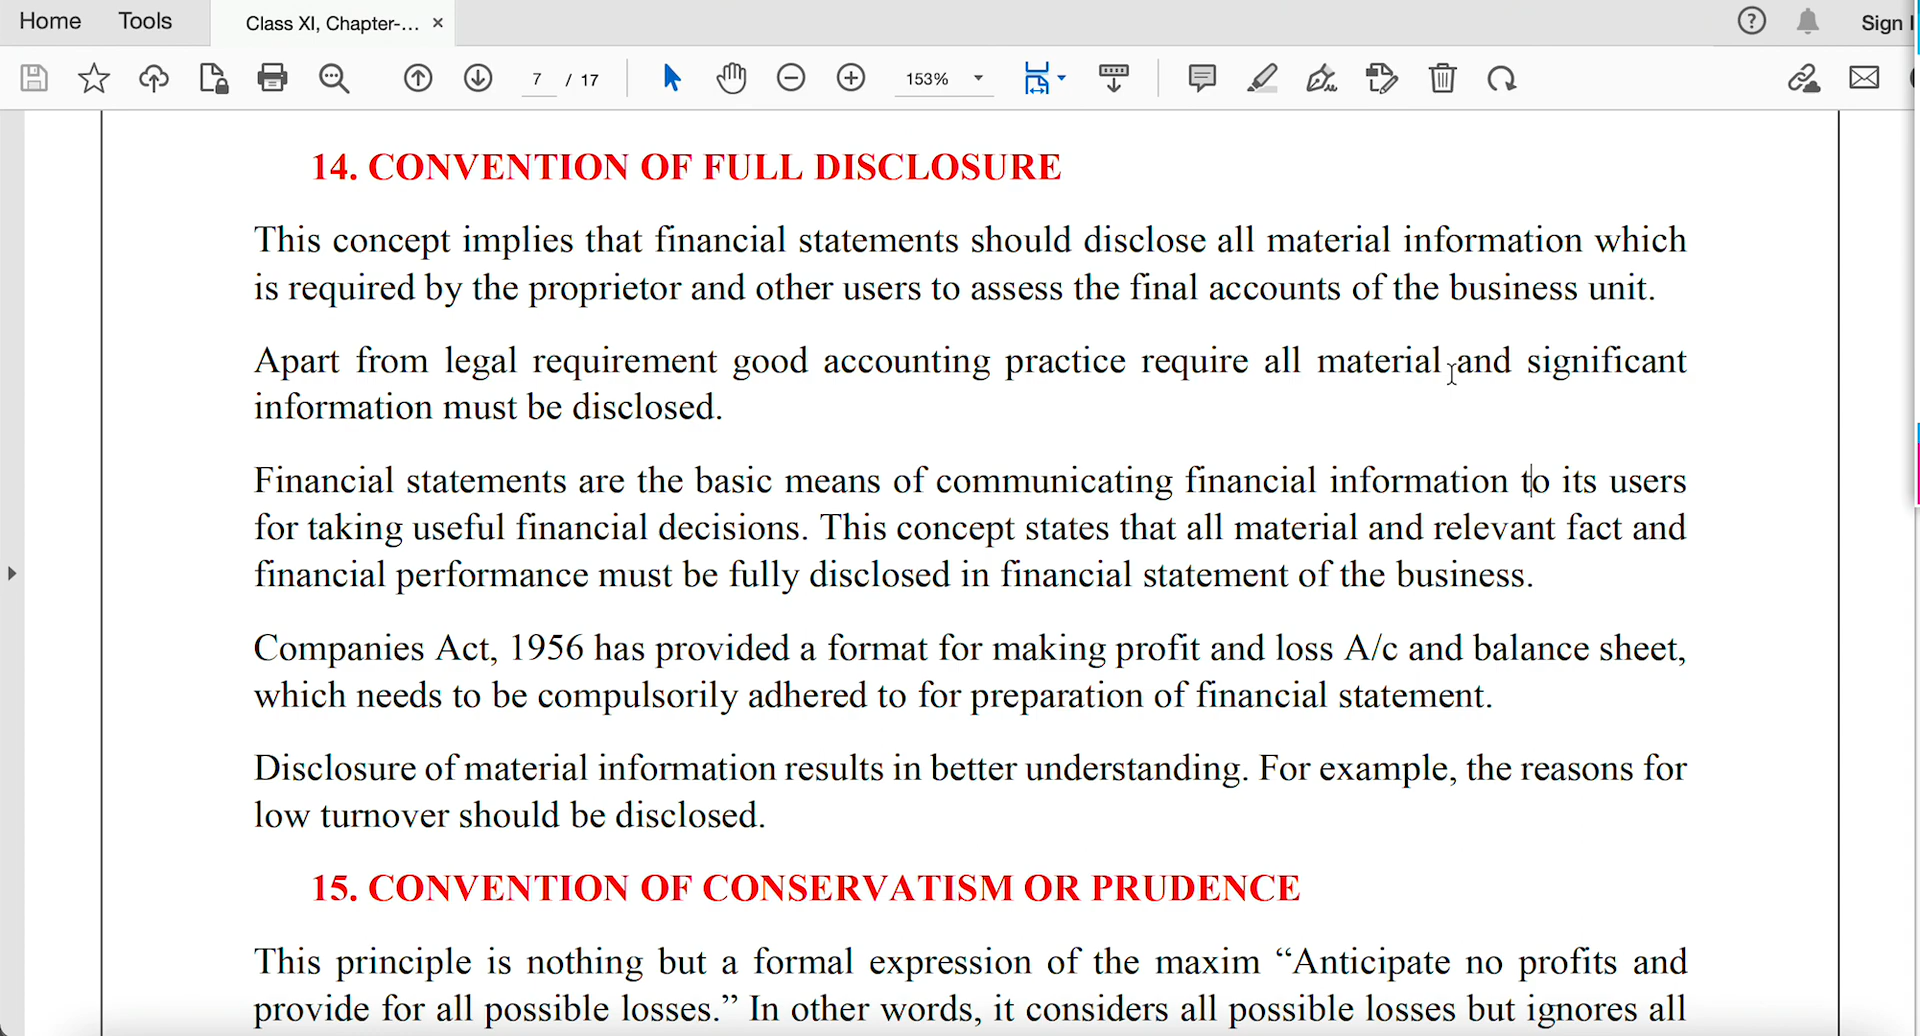 Home Tools Class XI, Chapter-... × ? Sign
7 / 17 153%
14. CONVENTION OF FULL DISCLOSURE
This concept implies that financial statements should disclose all material information which
is required by the proprietor and other users to assess the final accounts of the business unit.
Apart from legal requirement good accounting practice require all material and significant
information must be disclosed.
Financial statements are the basic means of communicating financial information to its users
for taking useful financial decisions. This concept states that all material and relevant fact and
financial performance must be fully disclosed in financial statement of the business.
Companies Act, 1956 has provided a format for making profit and loss A/c and balance sheet,
which needs to be compulsorily adhered to for preparation of financial statement.
Disclosure of material information results in better understanding. For example, the reasons for
low turnover should be disclosed.
15. CONVENTION OF CONSERVATISM OR PRUDENCE
This principle is nothing but a formal expression of the maxim “Anticipate no profits and
provide for all possible losses.” In other words, it considers all possible losses but ignores all